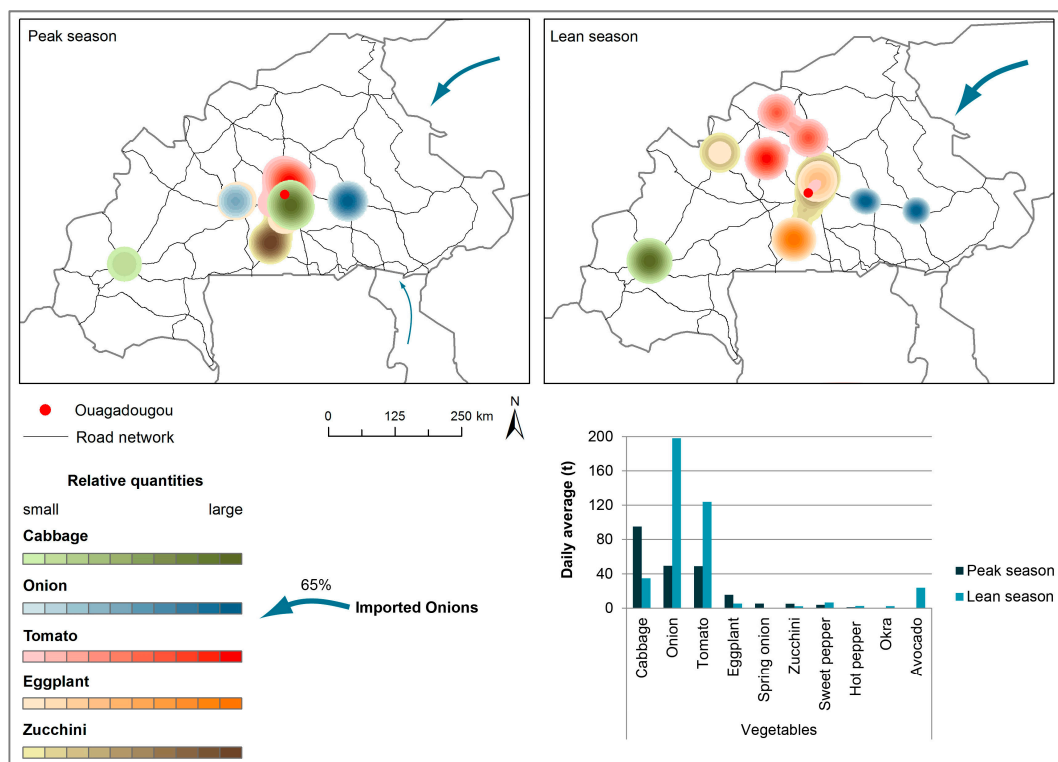 Peak season
Lean season
Ouagadougou
Road network
0 125 250 km
N
Relative quantities
small large
Cabbage
Onion
Tomato
Eggplant
Zucchini
65%
Imported Onions
Daily average (t)
200
160
120
80
40
0
Cabbage
Onion
Tomato
Eggplant
Spring onion
Zucchini
Sweet pepper
Hot pepper
Okra
Avocado
Vegetables
Peak season
Lean season